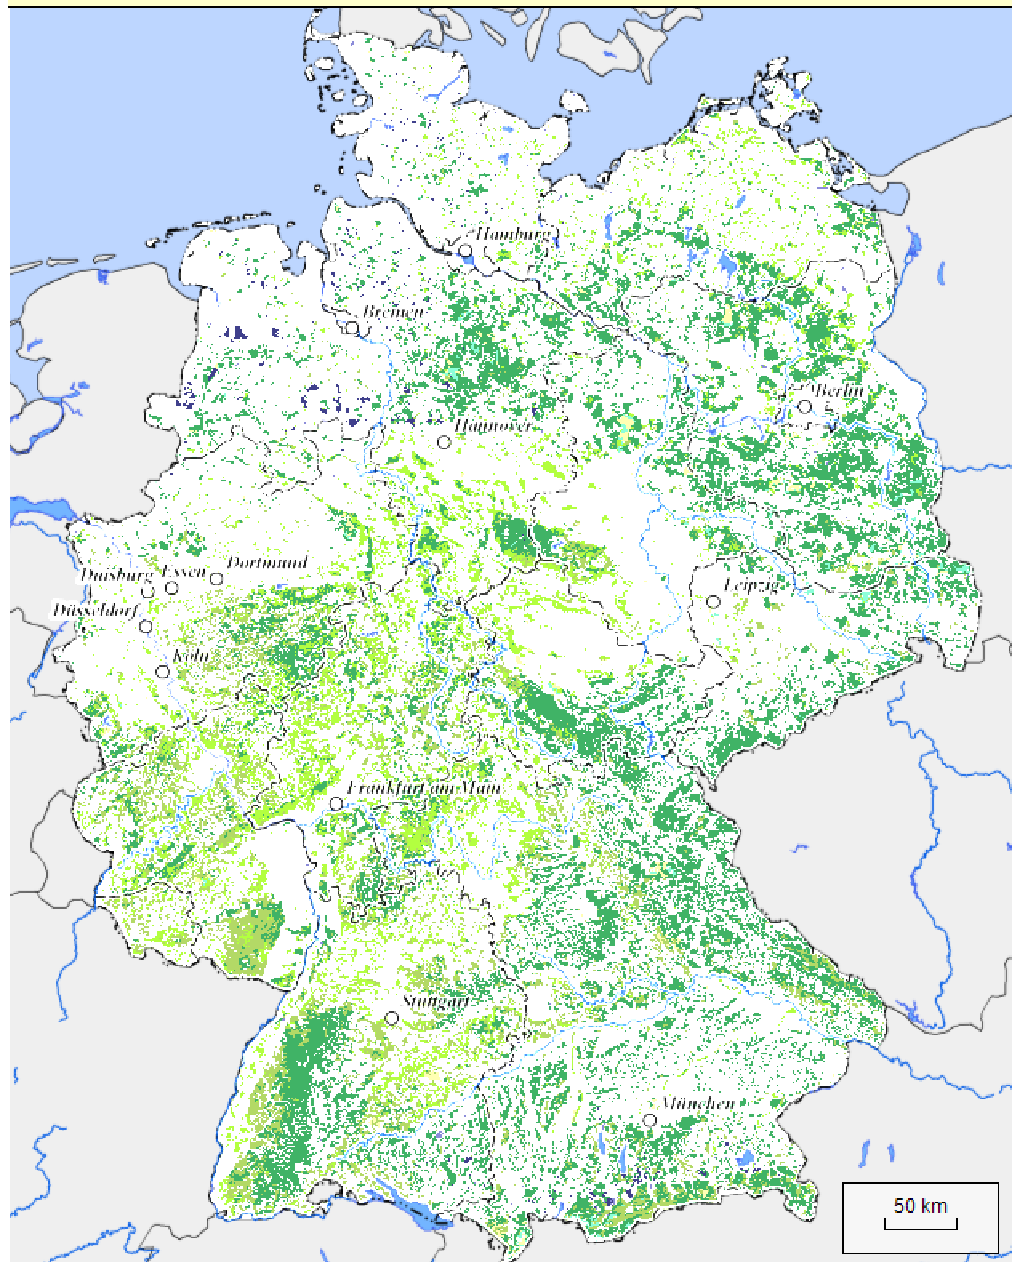 Hamburg
Bremen
Berlin
Hannover
Dortmund
Duisburg
Essen
Leipzig
Düsseldorf
Köln
Frankfurt am Main
Stuttgart
München
50 km